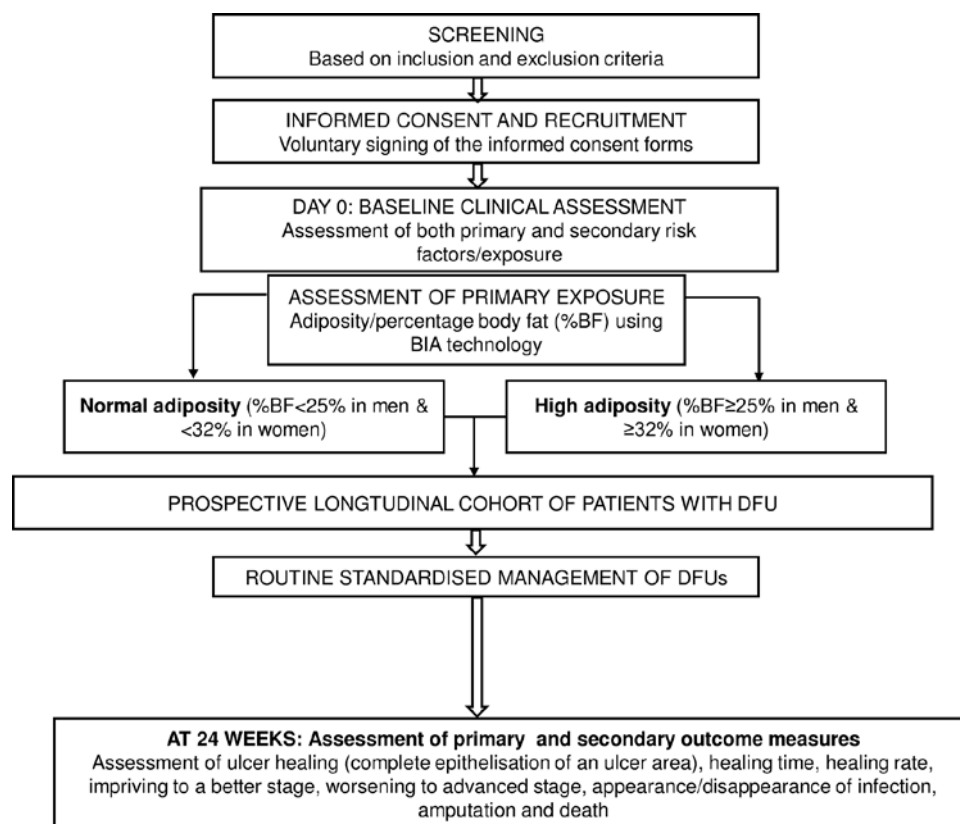 SCREENING
Based on inclusion and exclusion criteria
INFORMED CONSENT AND RECRUITMENT
Voluntary signing of the informed consent forms
DAY 0: BASELINE CLINICAL ASSESSMENT
Assessment of both primary and secondary risk
factors/exposure
ASSESSMENT OF PRIMARY EXPOSURE
Adiposity/percentage body fat (%BF) using
BIA technology
Normal adiposity (%BF<25% in men &
<32% in women)
High adiposity (%BF≥25% in men &
≥32% in women)
PROSPECTIVE LONGTUDINAL COHORT OF PATIENTS WITH DFU
ROUTINE STANDARDISED MANAGEMENT OF DFUs
AT 24 WEEKS: Assessment of primary and secondary outcome measures
Assessment of ulcer healing (complete epithelisation of an ulcer area), healing time, healing rate,
impriving to a better stage, worsening to advanced stage, appearance/disappearance of infection,
amputation and death